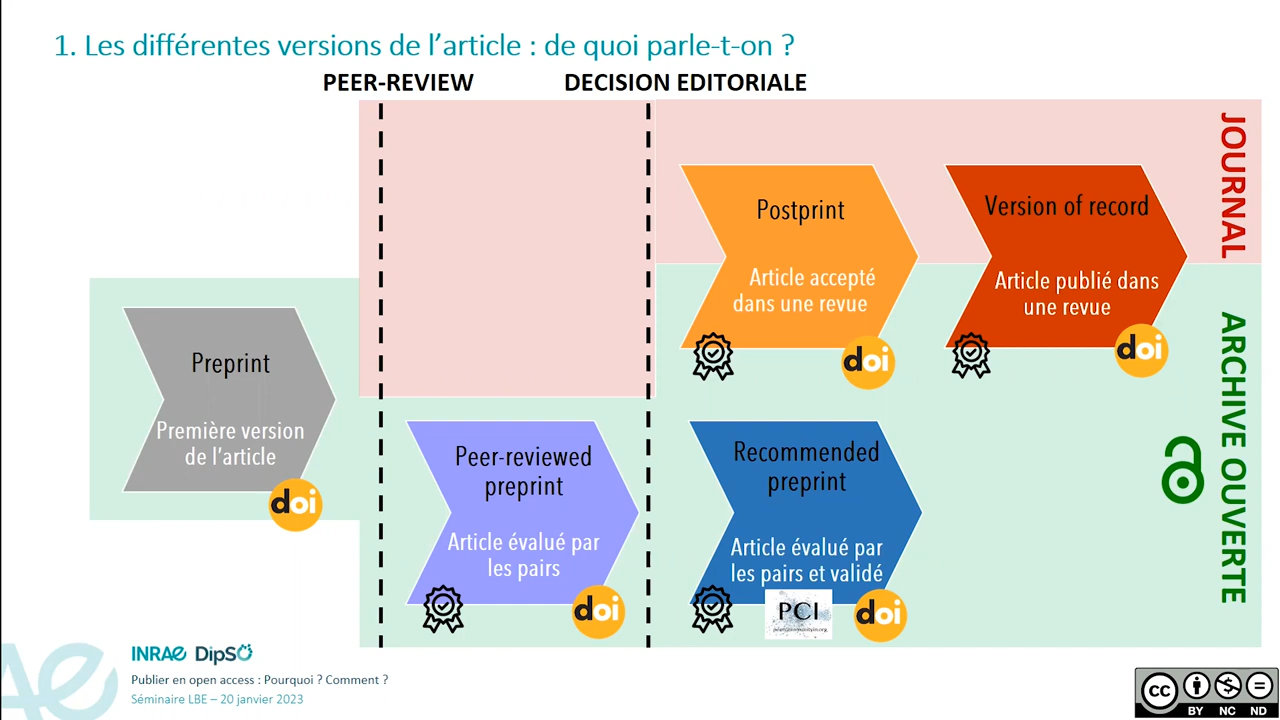 1. Les différentes versions de l’article : de quoi parle-t-on ?
PEER-REVIEW
DECISION EDITORIALE
JOURNAL
Postprint
Article accepté
dans une revue
doi
Version of record
Article publié dans
une revue
doi
Preprint
Première version
de l’article
doi
Peer-reviewed
preprint
Article évalué par
les pairs
doi
Recommended
preprint
Article évalué par
les pairs et validé
PCI
doi
ARCHIVE OUVERTE
INRAE DipSO
Publier en open access : Pourquoi ? Comment ?
Séminaire LBE – 20 janvier 2023
cc
BY NC ND